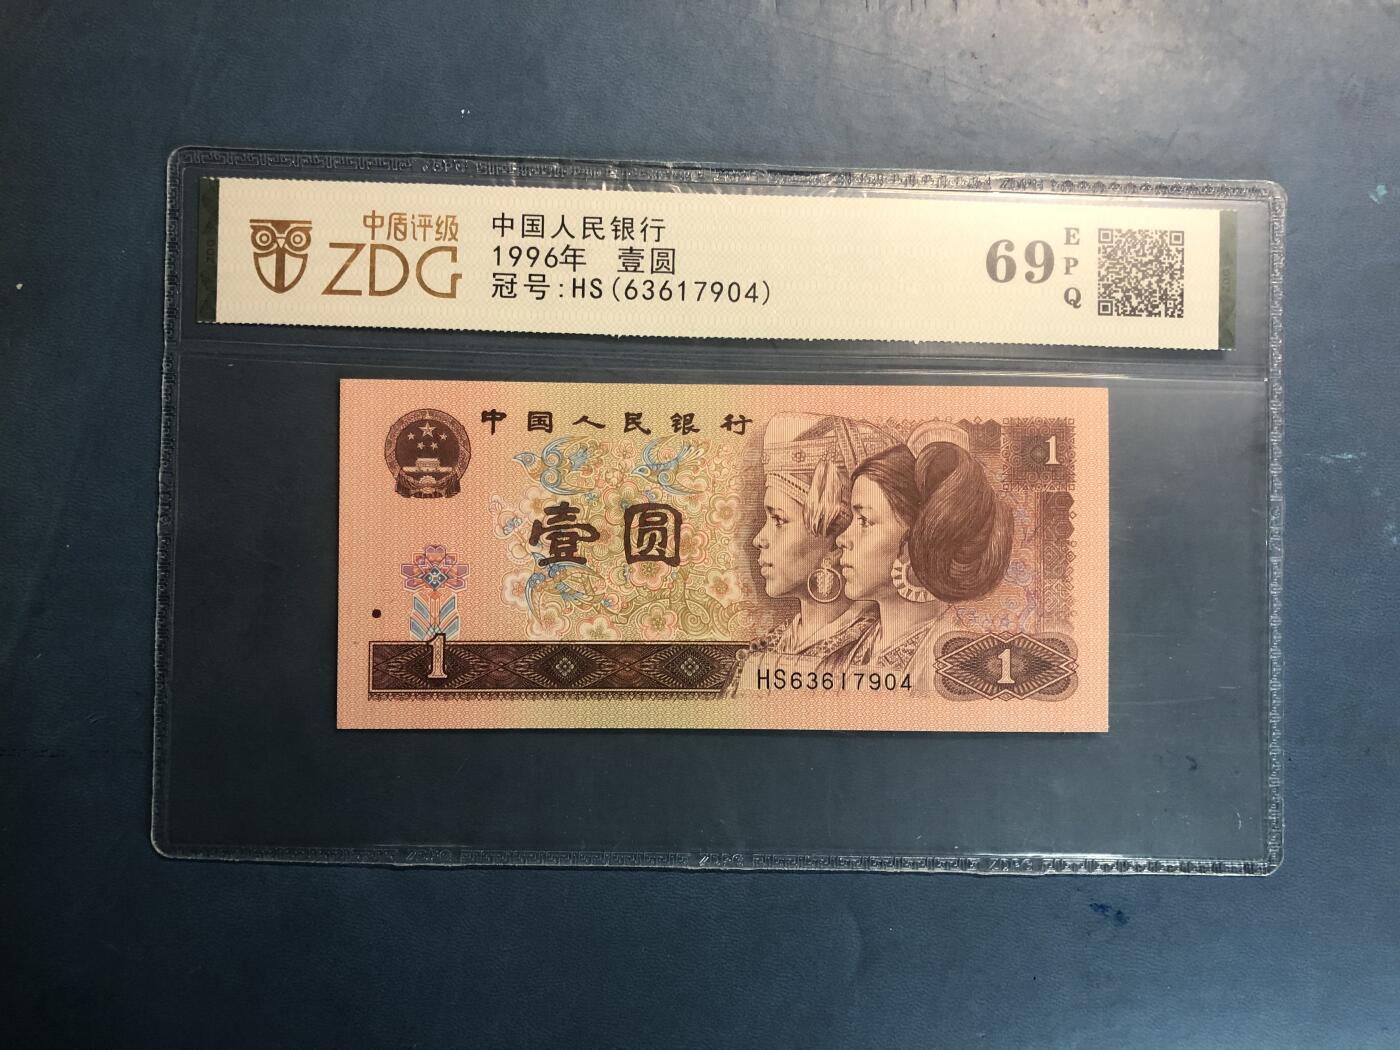 中盾评级
ZDG
中国人民银行
1996年 壹圆
冠号:HS(63617904)
69
E
P
Q
中国人民银行
1
壹圆
1
HS63617904
1